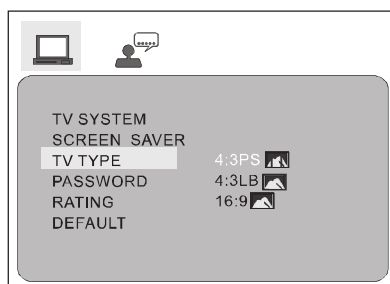 TV SYSTEM
SCREEN SAVER
TV TYPE 4:3PS
PASSWORD 4:3LB
RATING 16:9
DEFAULT